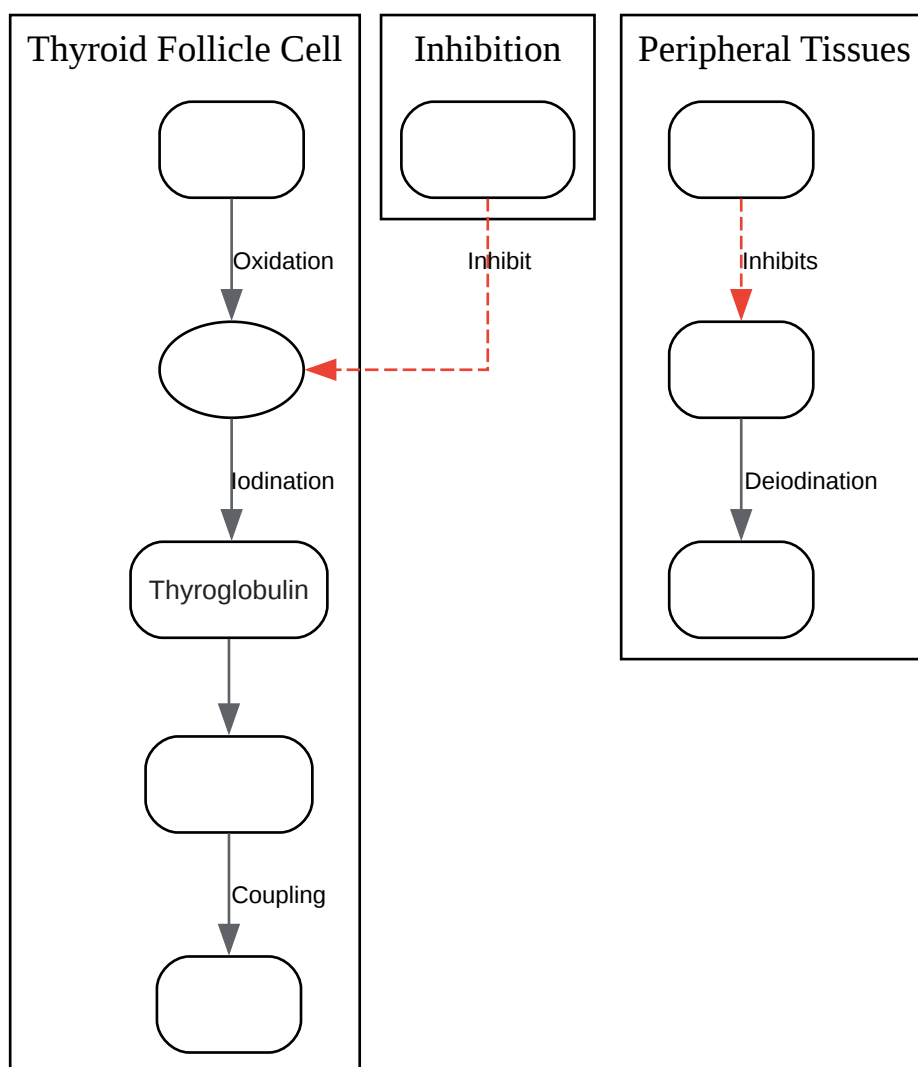 Thyroid Follicle Cell
Inhibition
Peripheral Tissues
Oxidation
Inhibit
Inhibits
Iodination
Deiodination
Thyroglobulin
Coupling